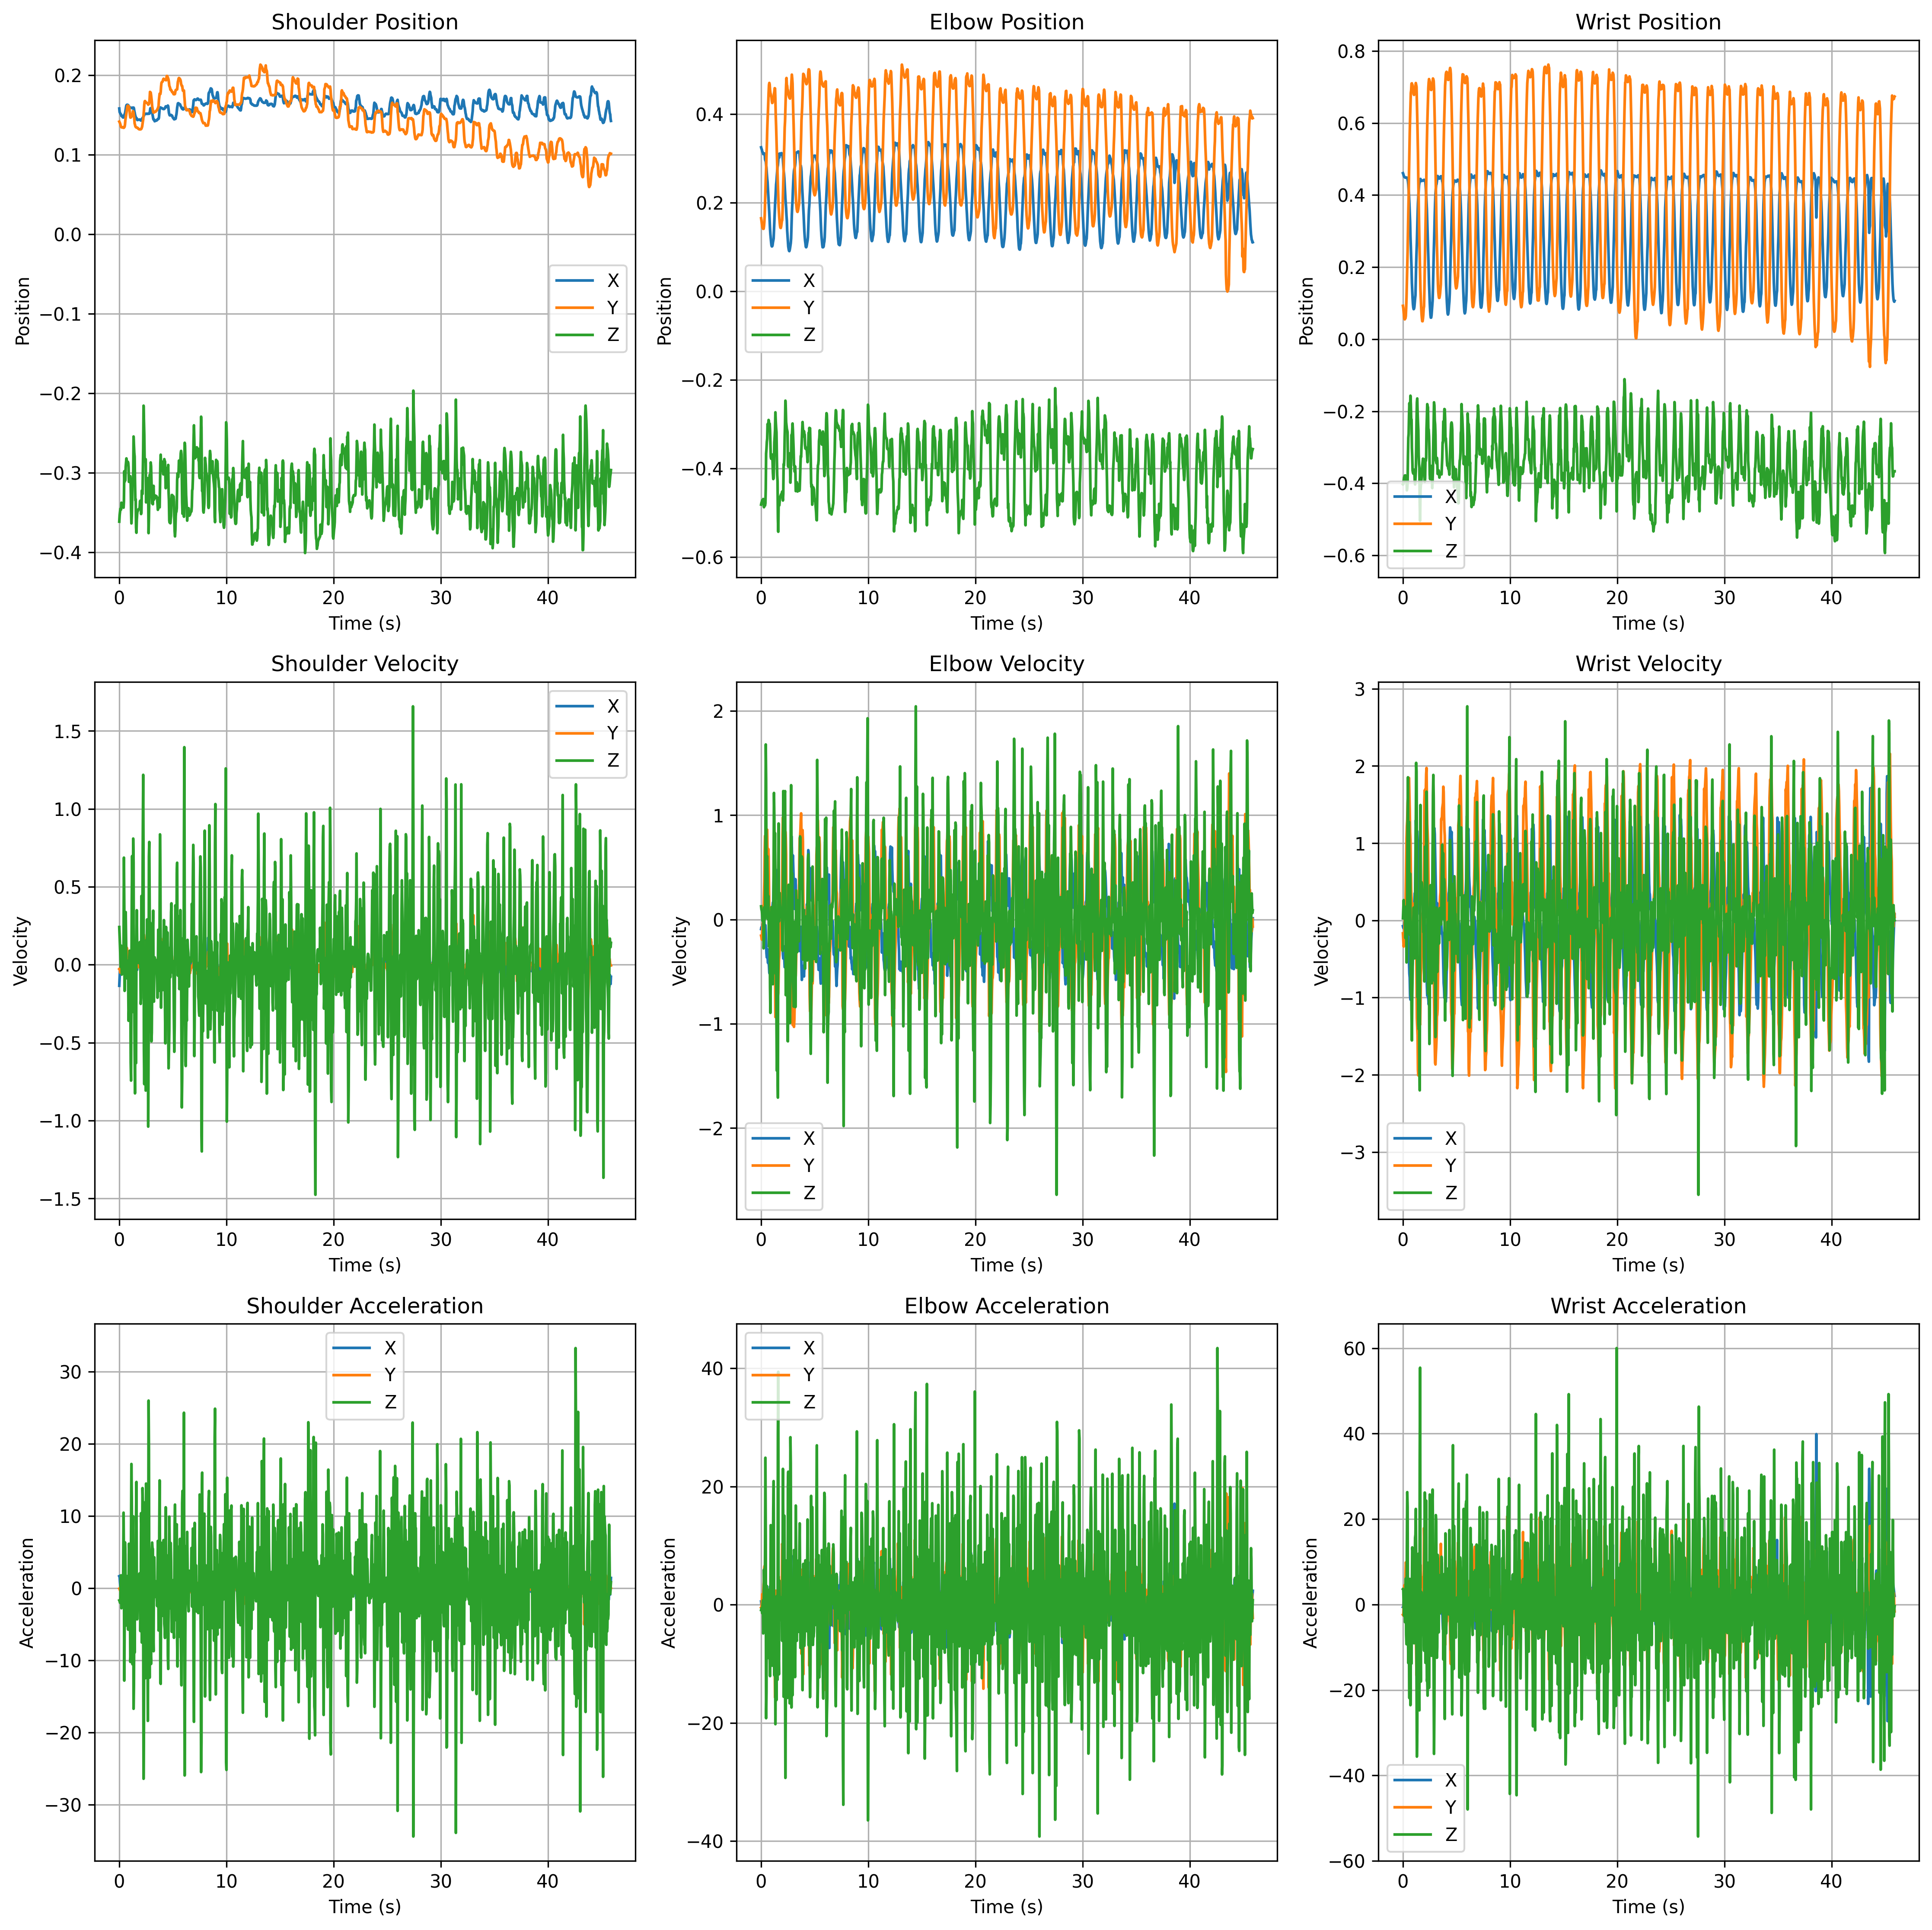 Shoulder Position
Position
0.2
0.1
0.0
−0.1
−0.2
−0.3
−0.4
X
Y
Z
0 10 20 30 40
Time (s)
Elbow Position
Position
0.4
0.2
0.0
−0.2
−0.4
−0.6
X
Y
Z
0 10 20 30 40
Time (s)
Wrist Position
Position
0.8
0.6
0.4
0.2
0.0
−0.2
−0.4
−0.6
X
Y
Z
0 10 20 30 40
Time (s)
Shoulder Velocity
Velocity
1.5
1.0
0.5
0.0
−0.5
−1.0
−1.5
X
Y
Z
0 10 20 30 40
Time (s)
Elbow Velocity
Velocity
2
1
0
−1
−2
X
Y
Z
0 10 20 30 40
Time (s)
Wrist Velocity
Velocity
3
2
1
0
−1
−2
−3
X
Y
Z
0 10 20 30 40
Time (s)
Shoulder Acceleration
Acceleration
30
20
10
0
−10
−20
−30
X
Y
Z
0 10 20 30 40
Time (s)
Elbow Acceleration
Acceleration
40
20
0
−20
−40
X
Y
Z
0 10 20 30 40
Time (s)
Wrist Acceleration
Acceleration
60
40
20
0
−20
−40
−60
X
Y
Z
0 10 20 30 40
Time (s)